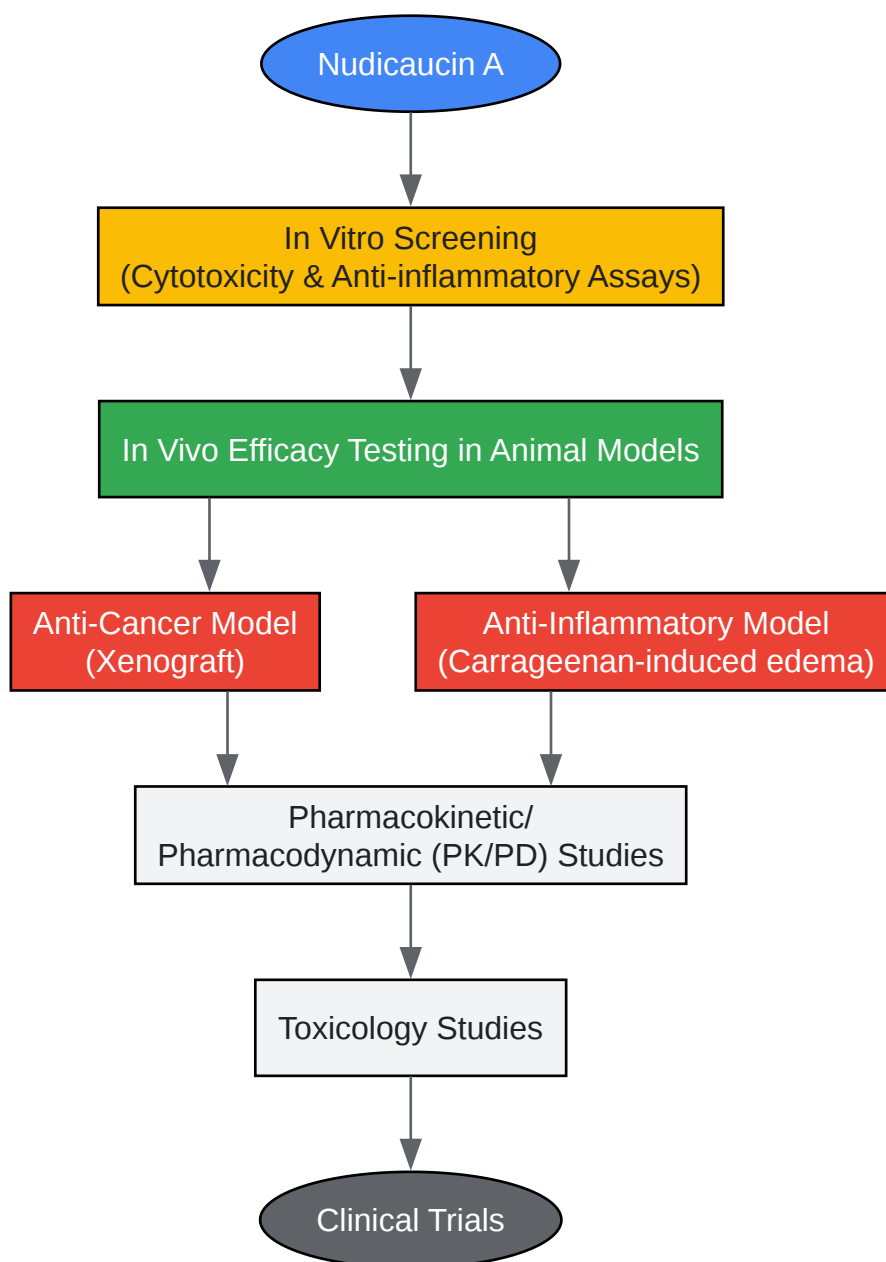 Nudicaucin A
In Vitro Screening
(Cytotoxicity & Anti-inflammatory Assays)
In Vivo Efficacy Testing in Animal Models
Anti-Cancer Model
(Xenograft)
Anti-Inflammatory Model
(Carrageenan-induced edema)
Pharmacokinetic/
Pharmacodynamic (PK/PD) Studies
Toxicology Studies
Clinical Trials